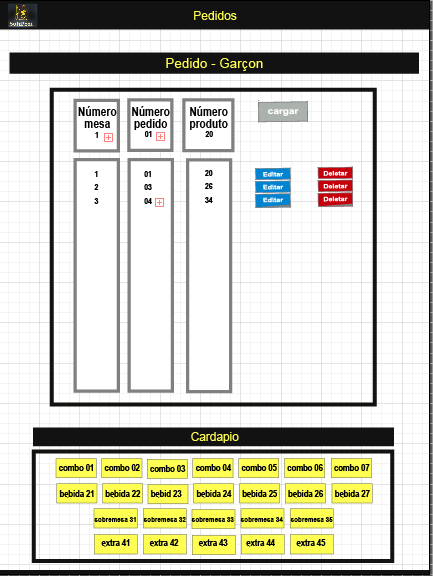 Pedidos
Pedido - Garçon
Número mesa Número pedido Número produto cargar
1 01 20
1 01 20 Editar Deletar
2 03 26 Editar Deletar
3 04 34 Editar Deletar
Cardapio
combo 01 combo 02 combo 03 combo 04 combo 05 combo 06 combo 07
bebida 21 bebida 22 bebid 23 bebida 24 bebida 25 bebida 26 bebida 27
sobremesa 31 sobremesa 32 sobremesa 33 sobremesa 34 sobremesa 35
extra 41 extra 42 extra 43 extra 44 extra 45